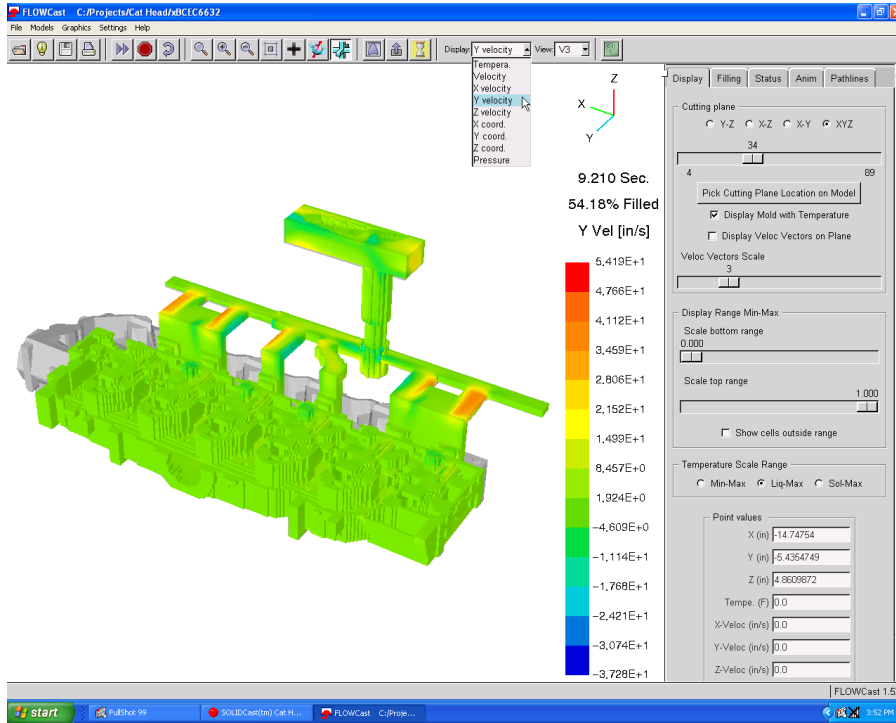 FLOWCast C:/Projects/Cat Head/xBCEC6632
File Models Graphics Settings Help
Display: Y velocity View: V3
Tempera.
Velocity
X velocity
Y velocity
Z velocity
X coord.
Y coord.
Z coord.
Pressure
Z
X
Y
9.210 Sec.
54.18% Filled
Y Vel [in/s]
5.419E+1
4.766E+1
4.112E+1
3.459E+1
2.806E+1
2.152E+1
1.499E+1
8.457E+0
1.924E+0
-4.609E+0
-1.114E+1
-1.768E+1
-2.421E+1
-3.074E+1
-3.728E+1
Display Filling Status Anim Pathlines
Cutting plane
Y-Z X-Z X-Y XYZ
34
4 89
Pick Cutting Plane Location on Model
Display Mold with Temperature
Display Veloc Vectors on Plane
Veloc Vectors Scale
3
Display Range Min-Max
Scale bottom range
0.000
Scale top range
1.000
Show cells outside range
Temperature Scale Range
Min-Max Liq-Max Sol-Max
Point values
X (in) -14.74754
Y (in) -5.4354749
Z (in) 4.8609872
Tempe. (F) 0.0
X-Veloc (in/s) 0.0
Y-Veloc (in/s) 0.0
Z-Veloc (in/s) 0.0
FLOWCast 1.5
start FullShot 99 SOLIDCast(tm) Cat H... FLOWCast C:/Proje... 3:52 PM